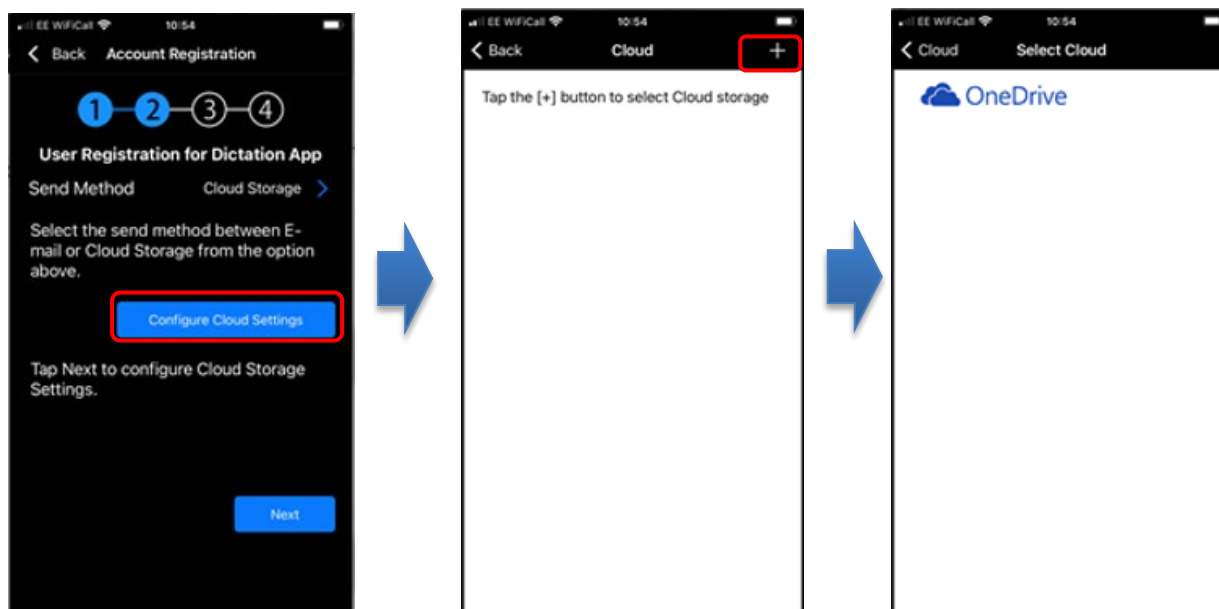 EE WiFiCall 10:54
Back Account Registration
1 2 3 4
User Registration for Dictation App
Send Method Cloud Storage
Select the send method between E-
mail or Cloud Storage from the option
above.
Configure Cloud Settings
Tap Next to configure Cloud Storage
Settings.
Next
EE WiFiCall 10:54
Back Cloud +
Tap the [+] button to select Cloud storage
EE WiFiCall 10:54
Cloud Select Cloud
OneDrive